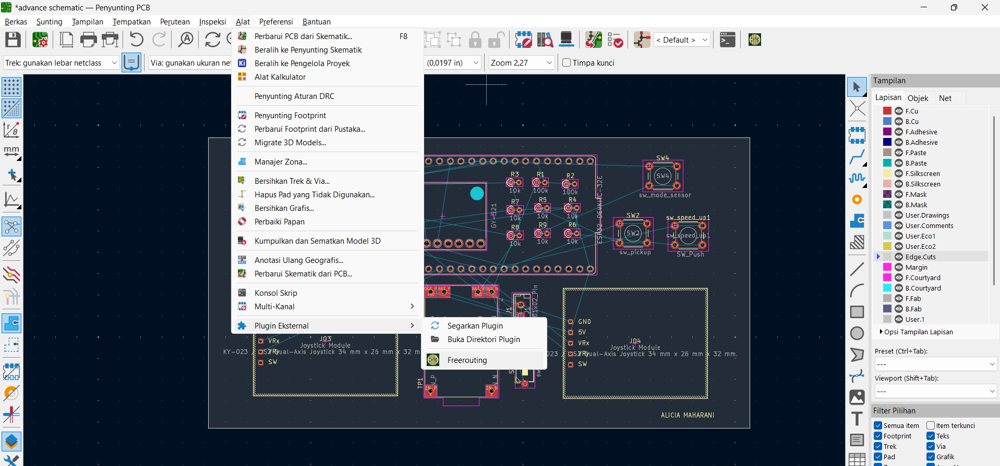 *advance schematic — Penyunting PCB
Berkas Sunting Tampilan Tempatkan Perutean Inspeksi Alat Preferensi Bantuan
< Default >
Trek: gunakan lebar netclass
Via: gunakan ukuran net
(0,0197 in)
Zoom 2,27
Timpa kunci
Perbarui PCB dari Skematik... F8
Beralih ke Penyunting Skematik
Beralih ke Pengelola Proyek
Alat Kalkulator
Penyunting Aturan DRC
Penyunting Footprint
Perbarui Footprint dari Pustaka...
Migrate 3D Models...
Manajer Zona...
Bersihkan Trek & Via...
Hapus Pad yang Tidak Digunakan...
Bersihkan Grafis...
Perbaiki Papan
Kumpulkan dan Sematkan Model 3D
Anotasi Ulang Geografis...
Perbarui Skematik dari PCB...
Konsol Skrip
Multi-Kanal
Plugin Eksternal
Segarkan Plugin
Buka Direktori Plugin
Freerouting
mm
R3
10k
R1
100k
R2
100k
R7
10k
R5
10k
R4
10k
R8
10k
R9
10k
R6
10k
GY-521
ESP32-DEVKITC-32E
SW4
SW4
sw_mode_sensor
SW2
SW2
sw_pickup
sw_speed_up1
sw_speed_up1
SW_Push
OUT_P
+5V
BAT_P
BAT/N
GND
OUT_N
J1
J1
01x02_Pin
VRx
VRy
SW
JO3
Joystick Module
KY-023 / Dual-Axis Joystick 34 mm x 26 mm x 32 m
TP1
IN_P
IN_N
GND
5V
VRx
VRy
SW
JO4
Joystick Module
Dual-Axis Joystick 34 mm x 26 mm x 32 mm.
ALICIA MAHARANI
Tampilan
Lapisan Objek Net
F.Cu
B.Cu
F.Adhesive
B.Adhesive
F.Paste
B.Paste
F.Silkscreen
B.Silkscreen
F.Mask
B.Mask
User.Drawings
User.Comments
User.Eco1
User.Eco2
Edge.Cuts
Margin
F.Courtyard
B.Courtyard
F.Fab
B.Fab
User.1
Opsi Tampilan Lapisan
Preset (Ctrl+Tab):
---
Viewport (Shift+Tab):
---
Filter Pilihan
Semua item Item terkunci
Footprint Teks
Trek Via
Pad Grafik